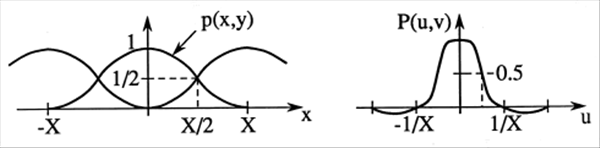 p(x,y)
1
1/2
-X
X/2
X
x
P(u,v)
-0.5
-1/X
1/X
u